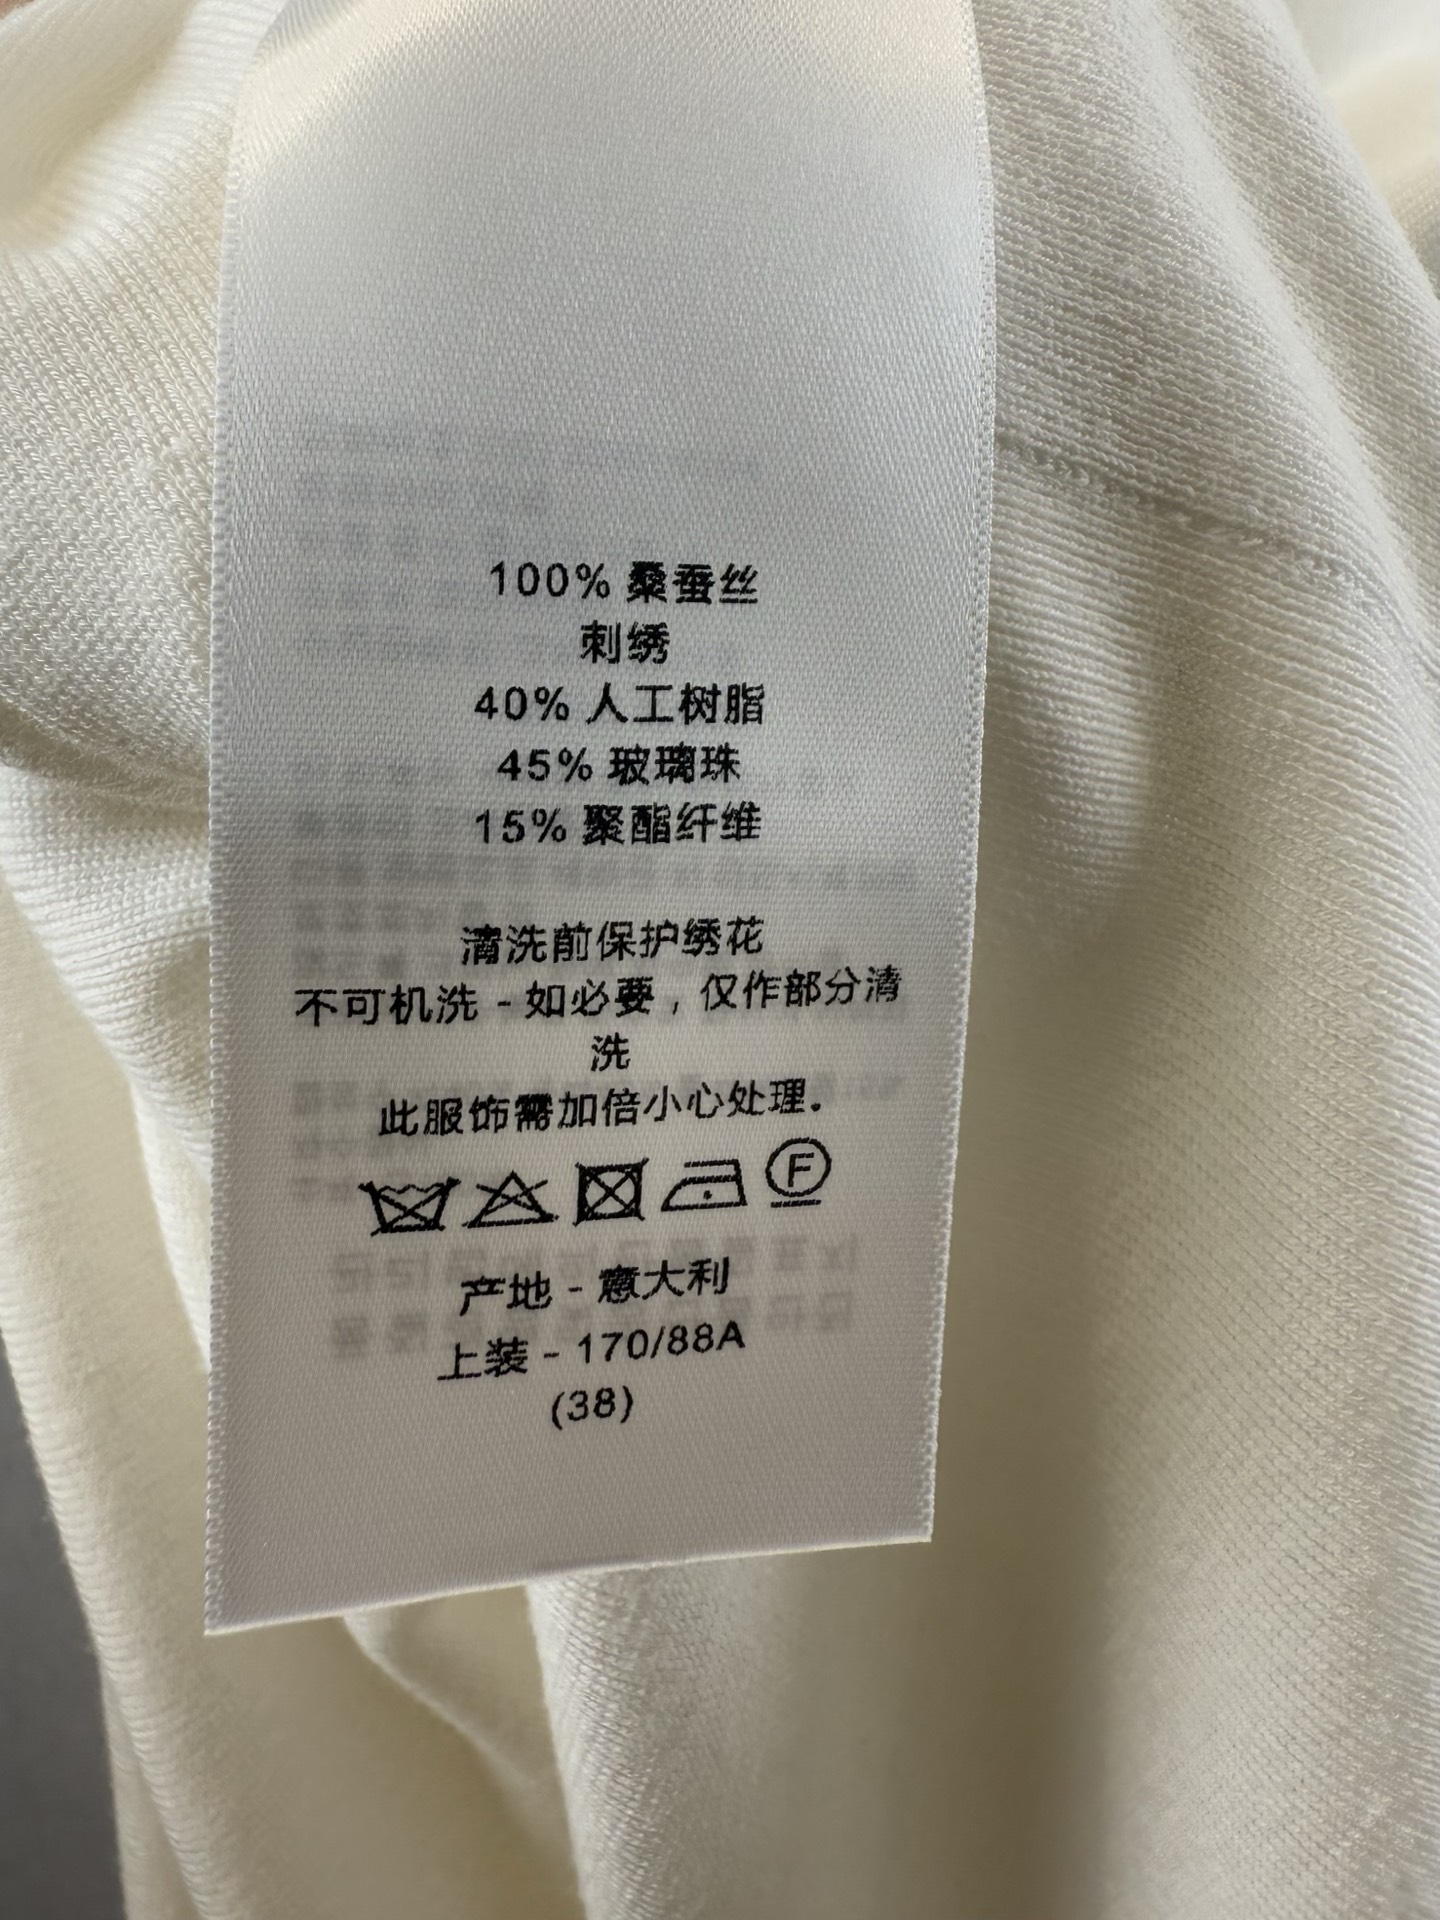 100% 桑蚕丝
刺绣
40% 人工树脂
45% 玻璃珠
15% 聚酯纤维
清洗前保护绣花
不可机洗 - 如必要，仅作部分清
洗
此服饰需加倍小心处理.
F
产地 - 意大利
上装 - 170/88A
(38)